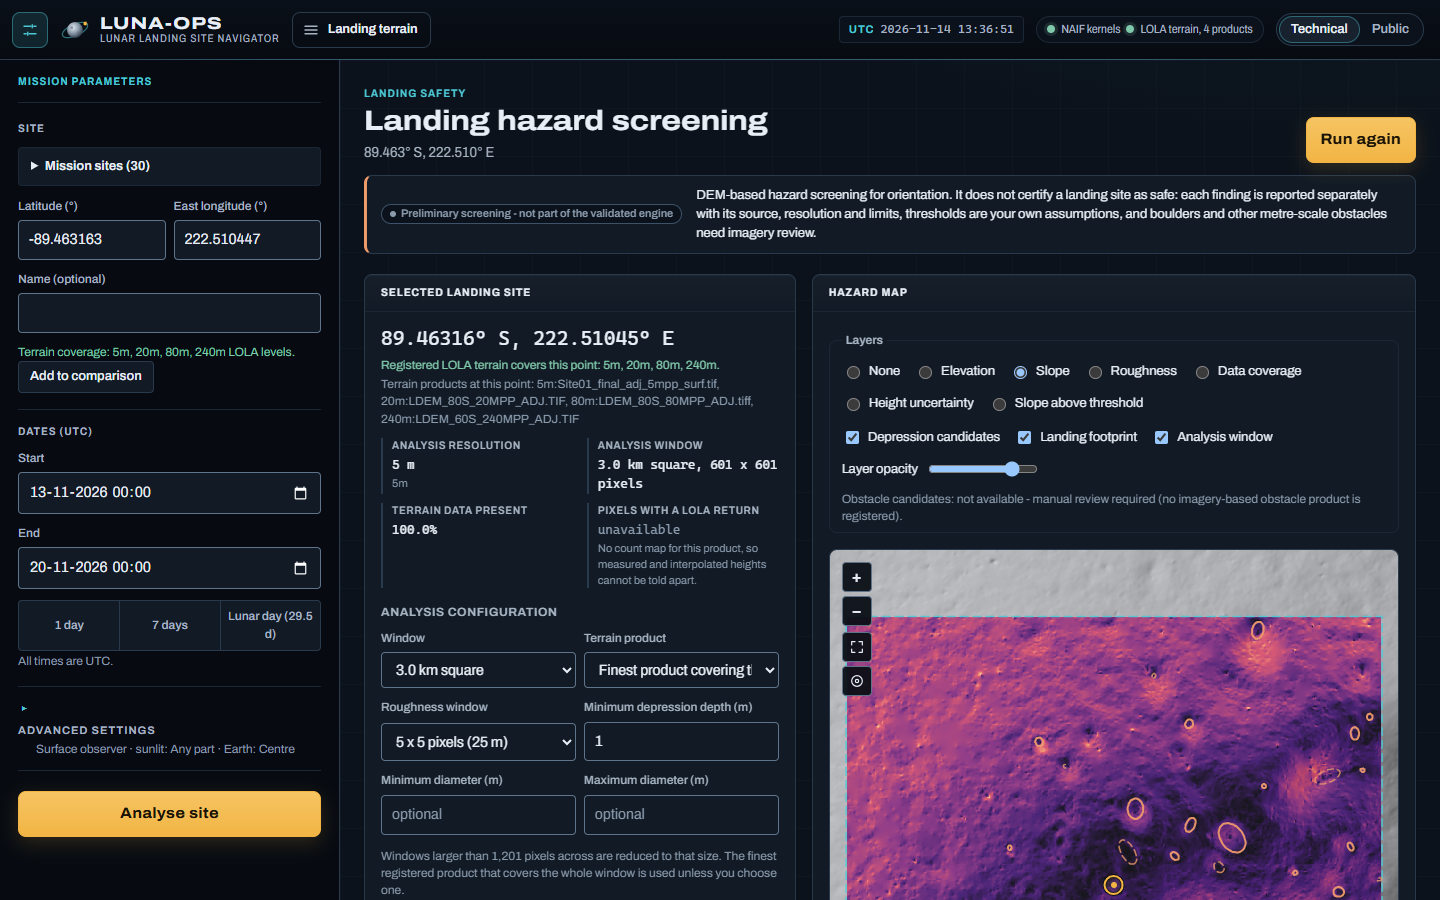 LUNA-OPS
LUNAR LANDING SITE NAVIGATOR
Landing terrain
UTC 2026-11-14 13:36:51
NAIF kernels
LOLA terrain, 4 products
Technical
Public
MISSION PARAMETERS
SITE
Mission sites (30)
Latitude (°)
East longitude (°)
-89.463163
222.510447
Name (optional)
Terrain coverage: 5m, 20m, 80m, 240m LOLA levels.
Add to comparison
DATES (UTC)
Start
13-11-2026 00:00
End
20-11-2026 00:00
1 day
7 days
Lunar day (29.5
d)
All times are UTC.
ADVANCED SETTINGS
Surface observer · sunlit: Any part · Earth: Centre
Analyse site
LANDING SAFETY
Landing hazard screening
89.463° S, 222.510° E
Run again
Preliminary screening - not part of the validated engine
DEM-based hazard screening for orientation. It does not certify a landing site as safe: each finding is reported separately
with its source, resolution and limits, thresholds are your own assumptions, and boulders and other metre-scale obstacles
need imagery review.
SELECTED LANDING SITE
89.46316° S, 222.51045° E
Registered LOLA terrain covers this point: 5m, 20m, 80m, 240m.
Terrain products at this point: 5m:Site01_final_adj_5mpp_surf.tif,
20m:LDEM_80S_20MPP_ADJ.TIF, 80m:LDEM_80S_80MPP_ADJ.tiff,
240m:LDEM_60S_240MPP_ADJ.TIF
ANALYSIS RESOLUTION
5 m
5m
ANALYSIS WINDOW
3.0 km square, 601 x 601
pixels
TERRAIN DATA PRESENT
100.0%
PIXELS WITH A LOLA RETURN
unavailable
No count map for this product, so
measured and interpolated heights
cannot be told apart.
ANALYSIS CONFIGURATION
Window
Terrain product
3.0 km square
Finest product covering t
Roughness window
Minimum depression depth (m)
5 x 5 pixels (25 m)
1
Minimum diameter (m)
Maximum diameter (m)
optional
optional
Windows larger than 1,201 pixels across are reduced to that size. The finest
registered product that covers the whole window is used unless you choose
one.
HAZARD MAP
Layers
None
Elevation
Slope
Roughness
Data coverage
Height uncertainty
Slope above threshold
Depression candidates
Landing footprint
Analysis window
Layer opacity
Obstacle candidates: not available - manual review required (no imagery-based obstacle product is
registered).
+
−